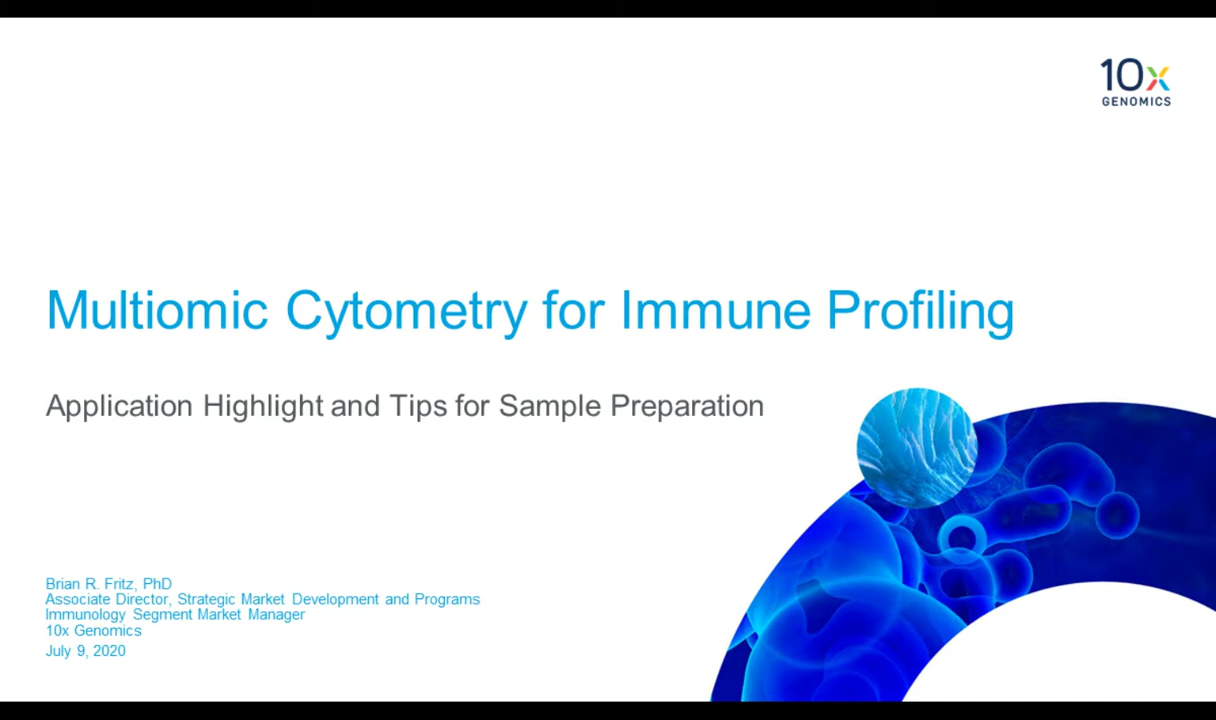 10x
GENOMICS
Multiomic Cytometry for Immune Profiling
Application Highlight and Tips for Sample Preparation
Brian R. Fritz, PhD
Associate Director, Strategic Market Development and Programs
Immunology Segment Market Manager
10x Genomics
July 9, 2020